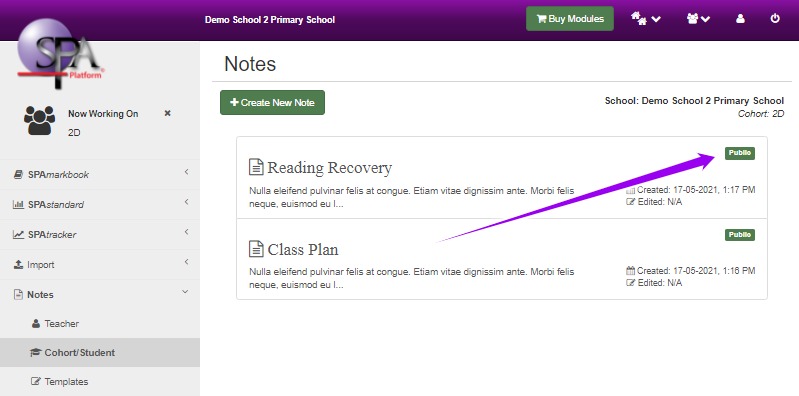 Demo School 2 Primary School
Buy Modules
SPA
Platform
Now Working On
2D
SPAmarkbook
SPAstandard
SPAtracker
Import
Notes
Teacher
Cohort/Student
Templates
Notes
Create New Note
School: Demo School 2 Primary School
Cohort: 2D
Public
Reading Recovery
Nulla eleifend pulvinar felis at congue. Etiam vitae dignissim ante. Morbi felis
neque, euismod eu l...
Created: 17-05-2021, 1:17 PM
Edited: N/A
Public
Class Plan
Nulla eleifend pulvinar felis at congue. Etiam vitae dignissim ante. Morbi felis
neque, euismod eu l...
Created: 17-05-2021, 1:16 PM
Edited: N/A